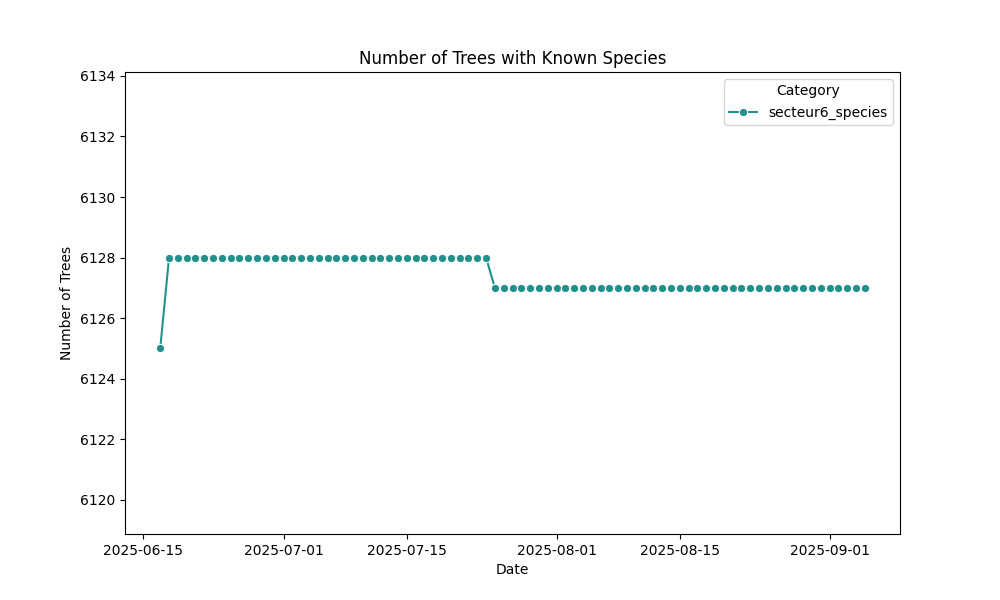 Number of Trees with Known Species
Category
secteur6_species
6134
6132
6130
6128
6126
6124
6122
6120
Number of Trees
2025-06-15
2025-07-01
2025-07-15
2025-08-01
2025-08-15
2025-09-01
Date